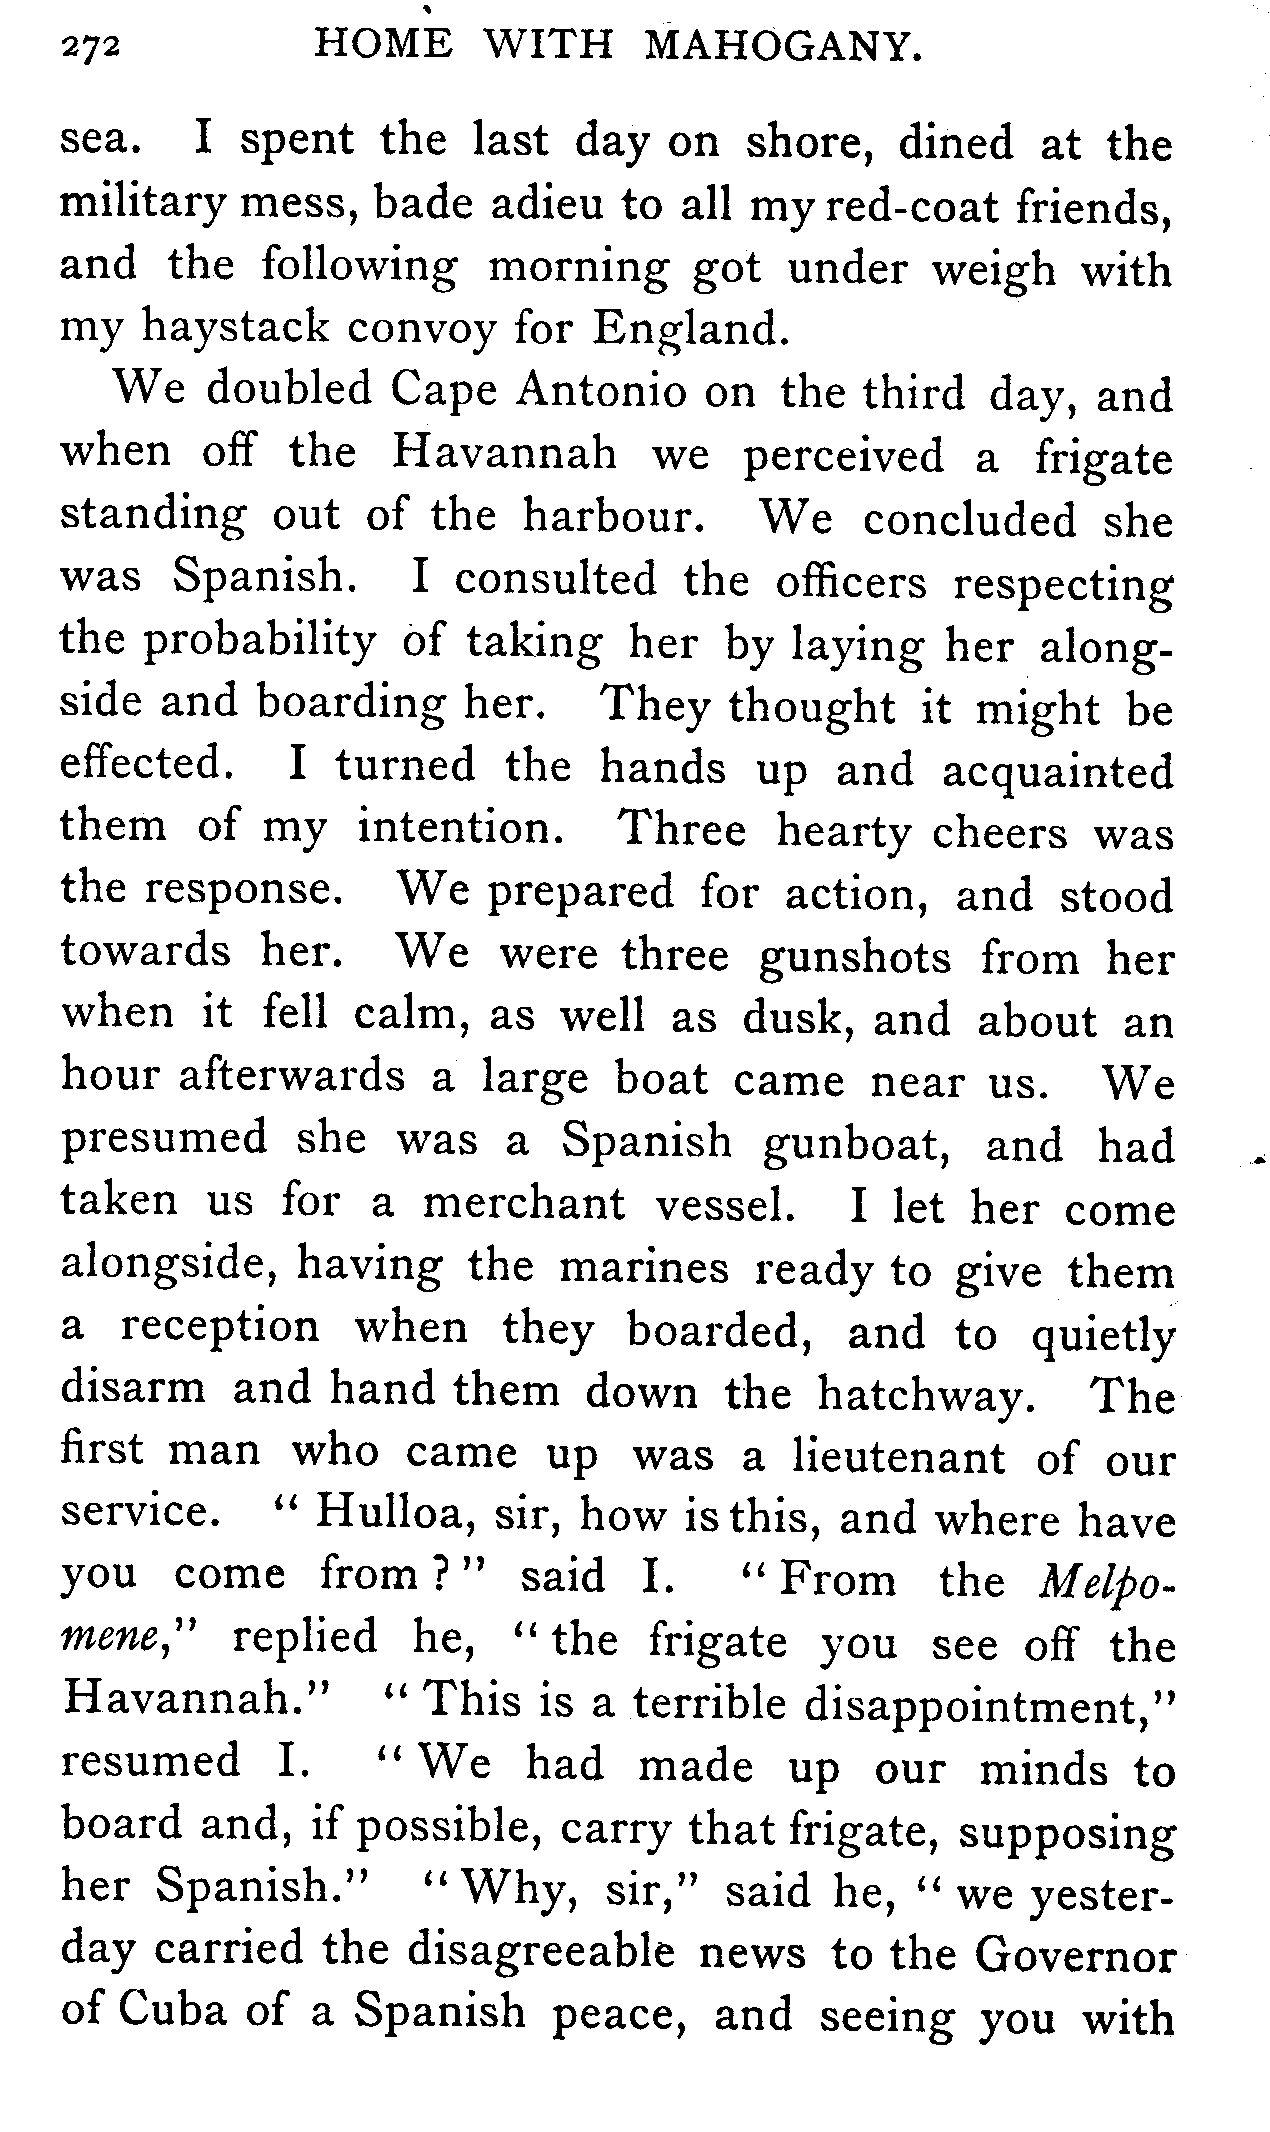 272 HOME WITH MAHOGANY.
sea. I spent the last day on shore, dined at the
military mess, bade adieu to all my red-coat friends,
and the following morning got under weigh with
my haystack convoy for England.
We doubled Cape Antonio on the third day, and
when off the Havannah we perceived a frigate
standing out of the harbour. We concluded she
was Spanish. I consulted the officers respecting
the probability of taking her by laying her along-
side and boarding her. They thought it might be
effected. I turned the hands up and acquainted
them of my intention. Three hearty cheers was
the response. We prepared for action, and stood
towards her. We were three gunshots from her
when it fell calm, as well as dusk, and about an
hour afterwards a large boat came near us. We
presumed she was a Spanish gunboat, and had
taken us for a merchant vessel. I let her come
alongside, having the marines ready to give them
a reception when they boarded, and to quietly
disarm and hand them down the hatchway. The
first man who came up was a lieutenant of our
service. "Hulloa, sir, how is this, and where have
you come from?" said I. "From the Melpo-
mene," replied he, "the frigate you see off the
Havannah." "This is a terrible disappointment,"
resumed I. "We had made up our minds to
board and, if possible, carry that frigate, supposing
her Spanish." "Why, sir," said he, "we yester-
day carried the disagreeable news to the Governor
of Cuba of a Spanish peace, and seeing you with